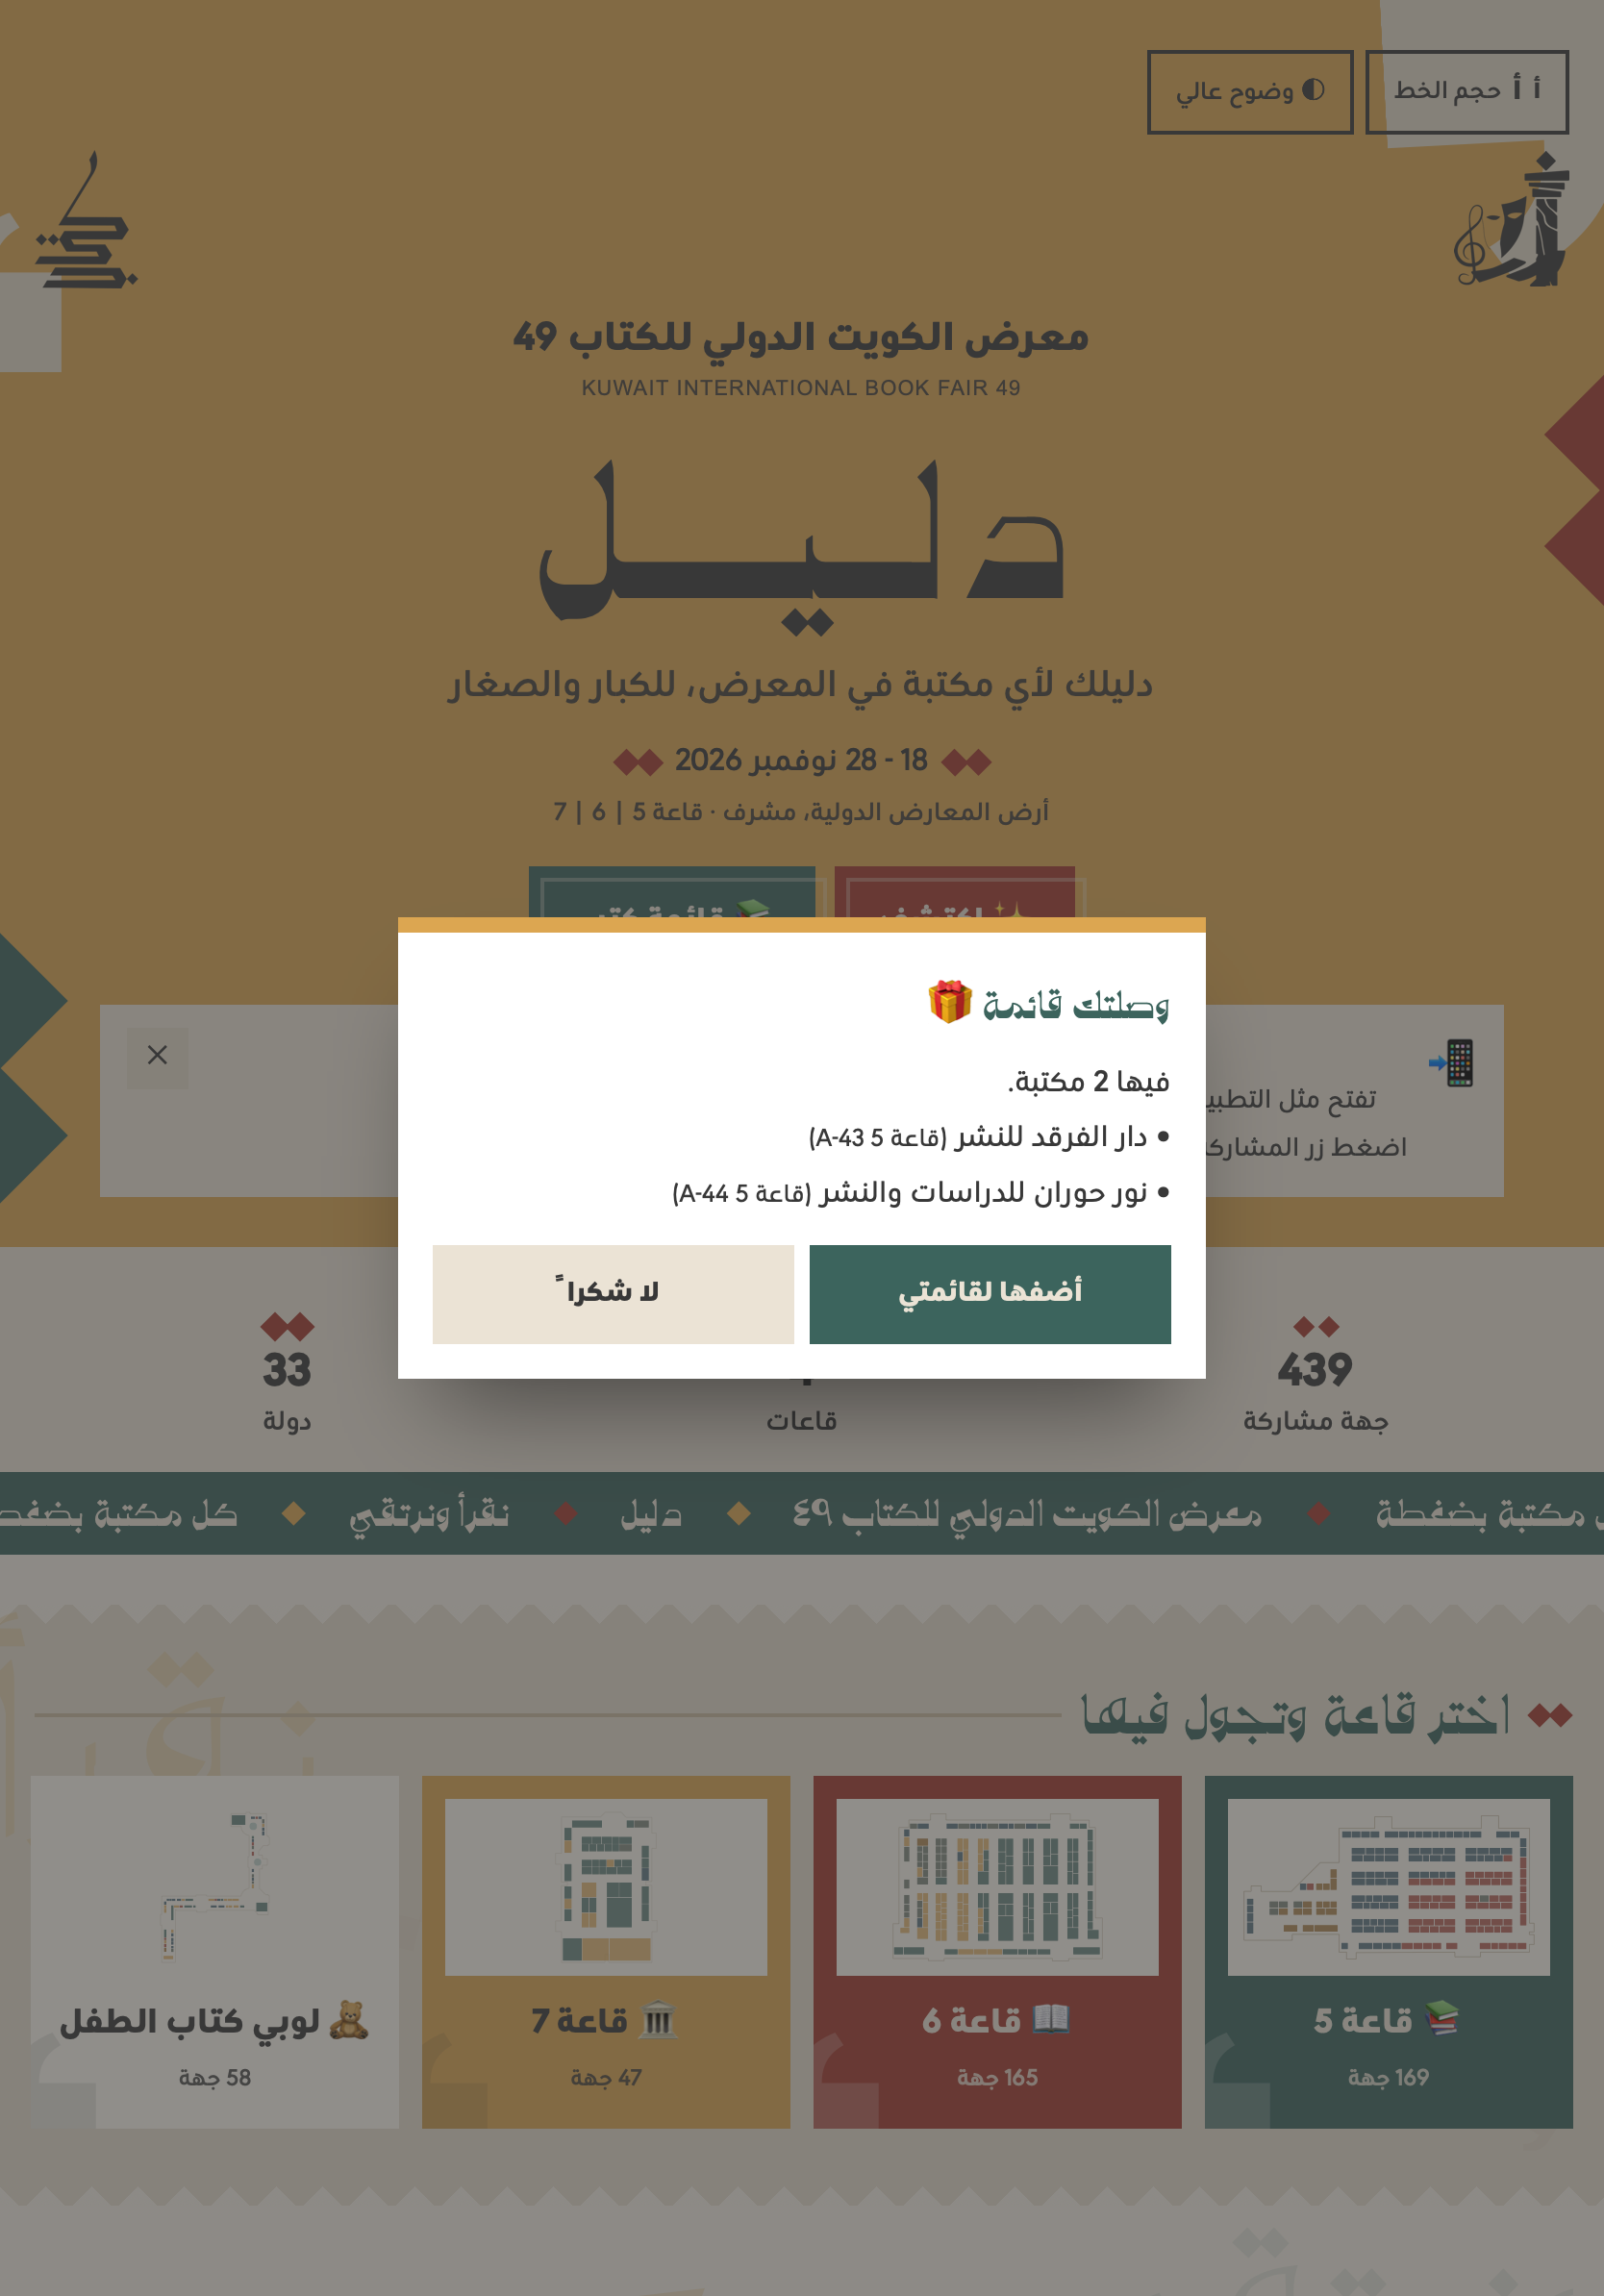 أ أ حجم الخط
وضوح عالي
معرض الكويت الدولي للكتاب 49
KUWAIT INTERNATIONAL BOOK FAIR 49
دليـــل
دليلك لأي مكتبة في المعرض، للكبار والصغار
18 - 28 نوفمبر 2026
أرض المعارض الدولية، مشرف · قاعة 5 | 6 | 7
وصلتك قائمة 🎁
فيها 2 مكتبة.
• دار الفرقد للنشر (قاعة 5 A-43)
• نور حوران للدراسات والنشر (قاعة 5 A-44)
أضفها لقائمتي
لا شكراً
تفتح مثل
اضغط زر
439
جهة مشاركة
قاعات
33
دولة
مكتبة بضغطة ◆ معرض الكويت الدولي للكتاب ٤٩ ◆ دليل ◆ نقرأ ونرتقي ◆ كل مكتبة
اختر قاعة وتجول فيها
📚 قاعة 5
169 جهة
📖 قاعة 6
165 جهة
🏛️ قاعة 7
47 جهة
🧸 لوبي كتاب الطفل
58 جهة